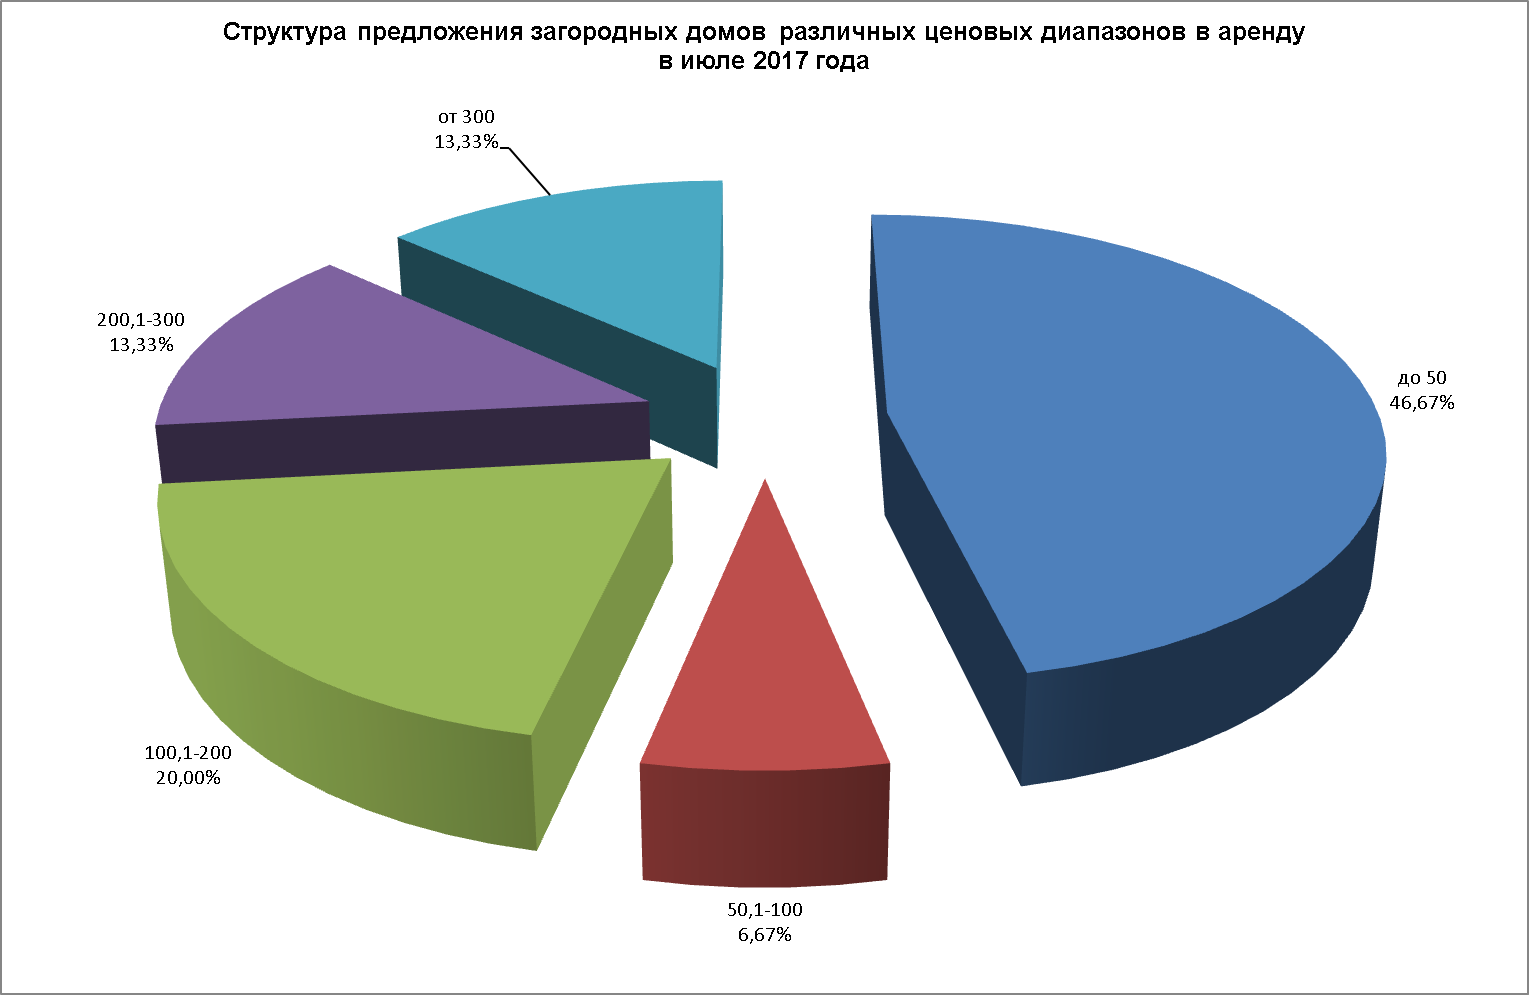 Структура предложения загородных домов различных ценовых диапазонов в аренду
в июле 2017 года
от 300
13,33%
200,1-300
13,33%
до 50
46,67%
100,1-200
20,00%
50,1-100
6,67%